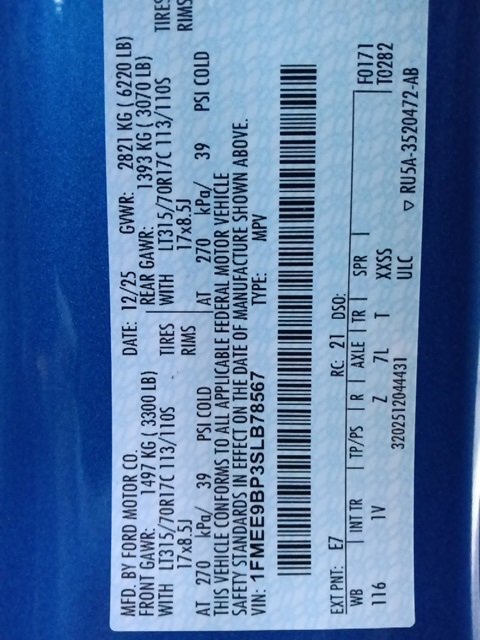 MFD. BY FORD MOTOR CO. DATE: 12/25 GVWR: 2821 KG ( 6220 LB)
FRONT GAWR: 1497 KG ( 3300 LB) REAR GAWR: 1393 KG ( 3070 LB)
WITH LT315/70R17C 113/110S TIRES WITH LT315/70R17C 113/110S TIRES
17x8.5J RIMS 17x8.5J RIMS
AT 270 kPa/ 39 PSI COLD AT 270 kPa/ 39 PSI COLD
THIS VEHICLE CONFORMS TO ALL APPLICABLE FEDERAL MOTOR VEHICLE
SAFETY STANDARDS IN EFFECT ON THE DATE OF MANUFACTURE SHOWN ABOVE.
VIN: 1FMEE9BP3SLB78567 TYPE: MPV
EXT PNT: E7 RC: 21 DSO: F0171
WB INT TR TP/PS R AXLE TR SPR T0282
116 1V Z 7L T XXSS
3202512044431 ULC ▽ RU5A-3520472-AB